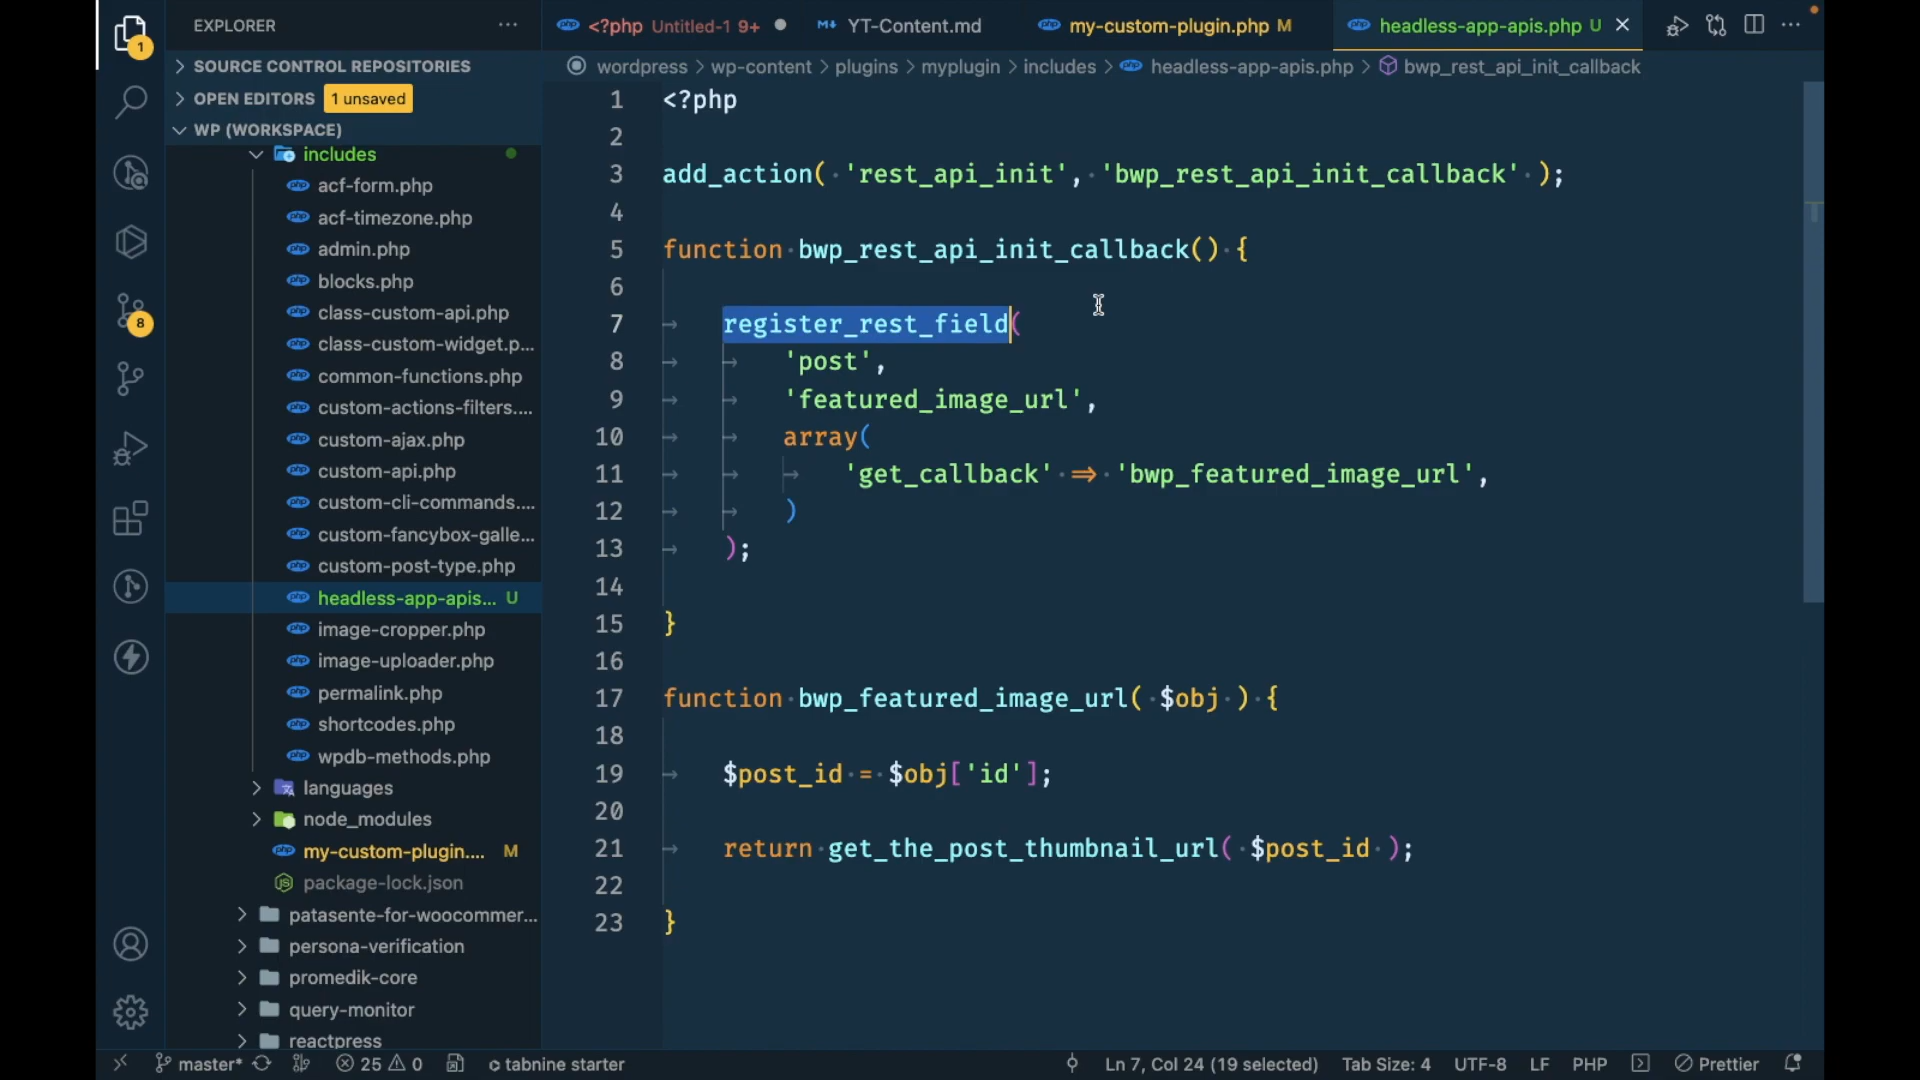 EXPLORER
<?php Untitled-1 9+
YT-Content.md
my-custom-plugin.php M
headless-app-apis.php U
1
SOURCE CONTROL REPOSITORIES
OPEN EDITORS 1 unsaved
WP (WORKSPACE)
includes
acf-form.php
acf-timezone.php
admin.php
blocks.php
class-custom-api.php
class-custom-widget.p...
common-functions.php
custom-actions-filters....
custom-ajax.php
custom-api.php
custom-cli-commands....
custom-fancybox-galle...
custom-post-type.php
headless-app-apis... U
image-cropper.php
image-uploader.php
permalink.php
shortcodes.php
wpdb-methods.php
languages
node_modules
my-custom-plugin.... M
package-lock.json
patasente-for-woocommer...
persona-verification
promedik-core
query-monitor
reactpress
8
wordpress > wp-content > plugins > myplugin > includes > headless-app-apis.php > bwp_rest_api_init_callback
1 <?php
2
3 add_action( 'rest_api_init', 'bwp_rest_api_init_callback' );
4
5 function bwp_rest_api_init_callback() {
6
7 register_rest_field(
8 'post',
9 'featured_image_url',
10 array(
11 'get_callback' => 'bwp_featured_image_url',
12 )
13 );
14
15 }
16
17 function bwp_featured_image_url( $obj ) {
18
19 $post_id = $obj['id'];
20
21 return get_the_post_thumbnail_url( $post_id );
22
23 }
master* 25 0 tabnine starter Ln 7, Col 24 (19 selected) Tab Size: 4 UTF-8 LF PHP Prettier